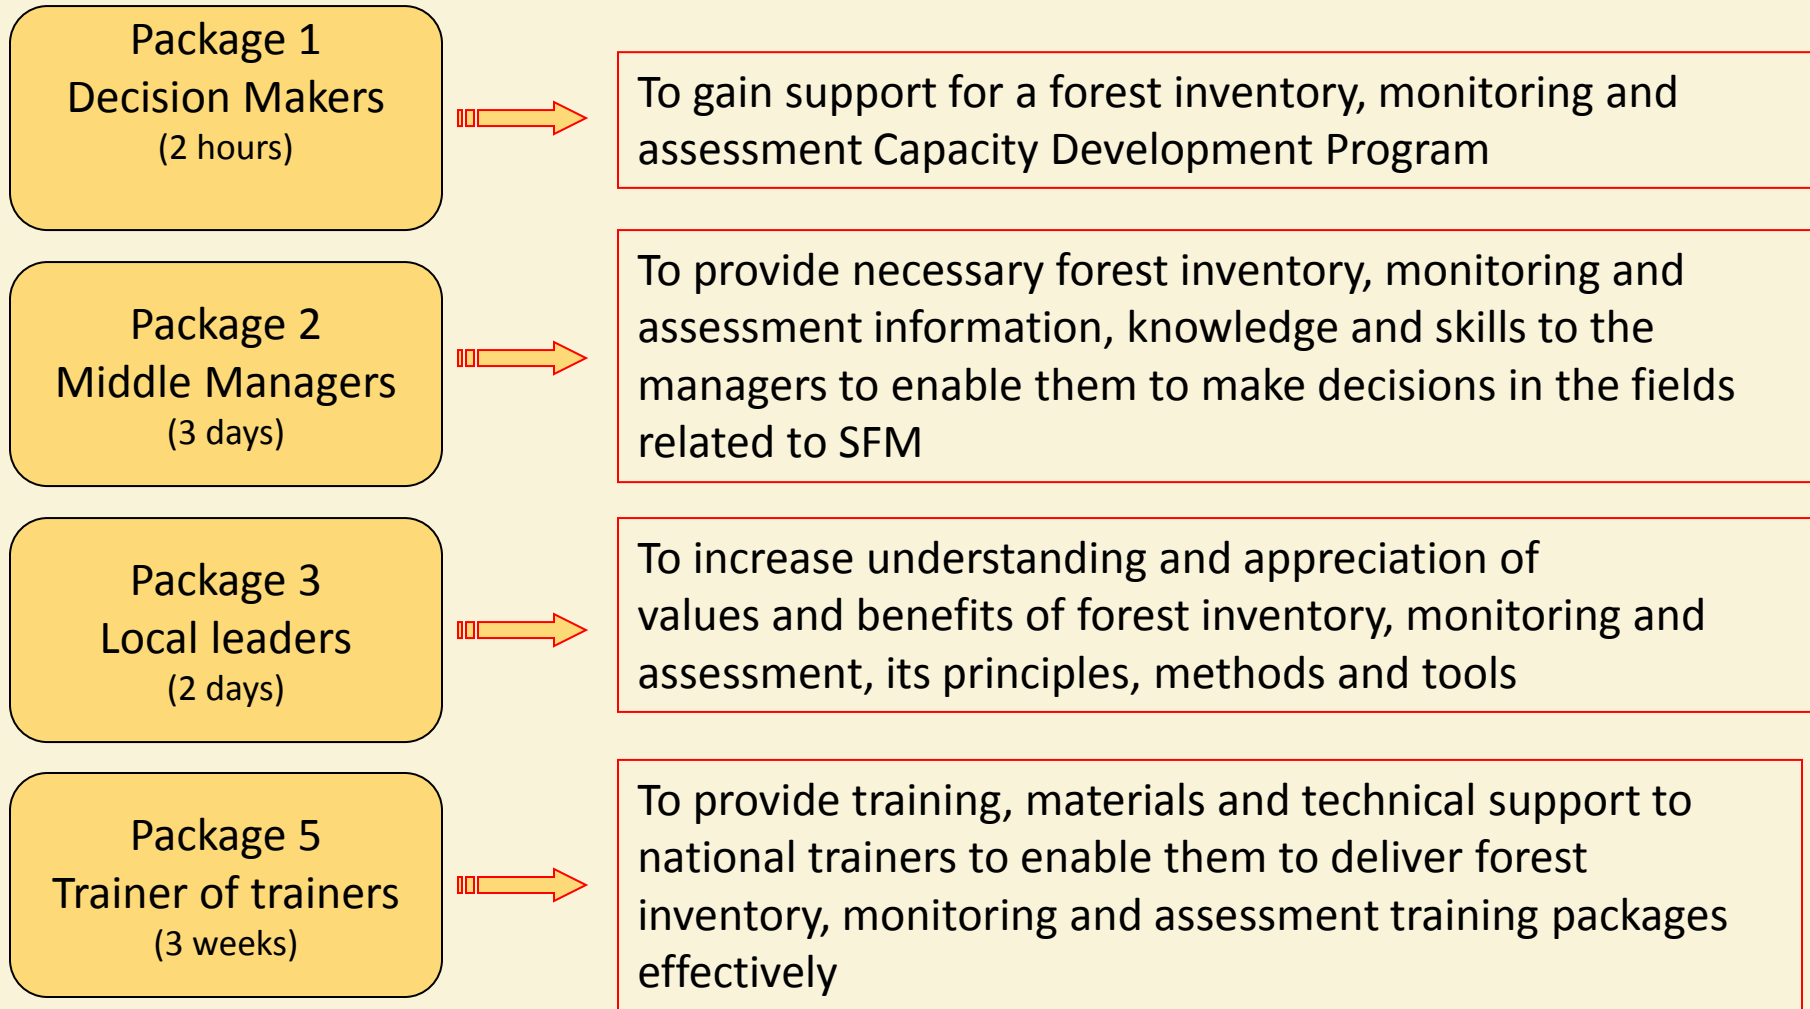 Package 1
Decision Makers
(2 hours)
To gain support for a forest inventory, monitoring and
assessment Capacity Development Program
Package 2
Middle Managers
(3 days)
To provide necessary forest inventory, monitoring and
assessment information, knowledge and skills to the
managers to enable them to make decisions in the fields
related to SFM
Package 3
Local leaders
(2 days)
To increase understanding and appreciation of
values and benefits of forest inventory, monitoring and
assessment, its principles, methods and tools
Package 5
Trainer of trainers
(3 weeks)
To provide training, materials and technical support to
national trainers to enable them to deliver forest
inventory, monitoring and assessment training packages
effectively